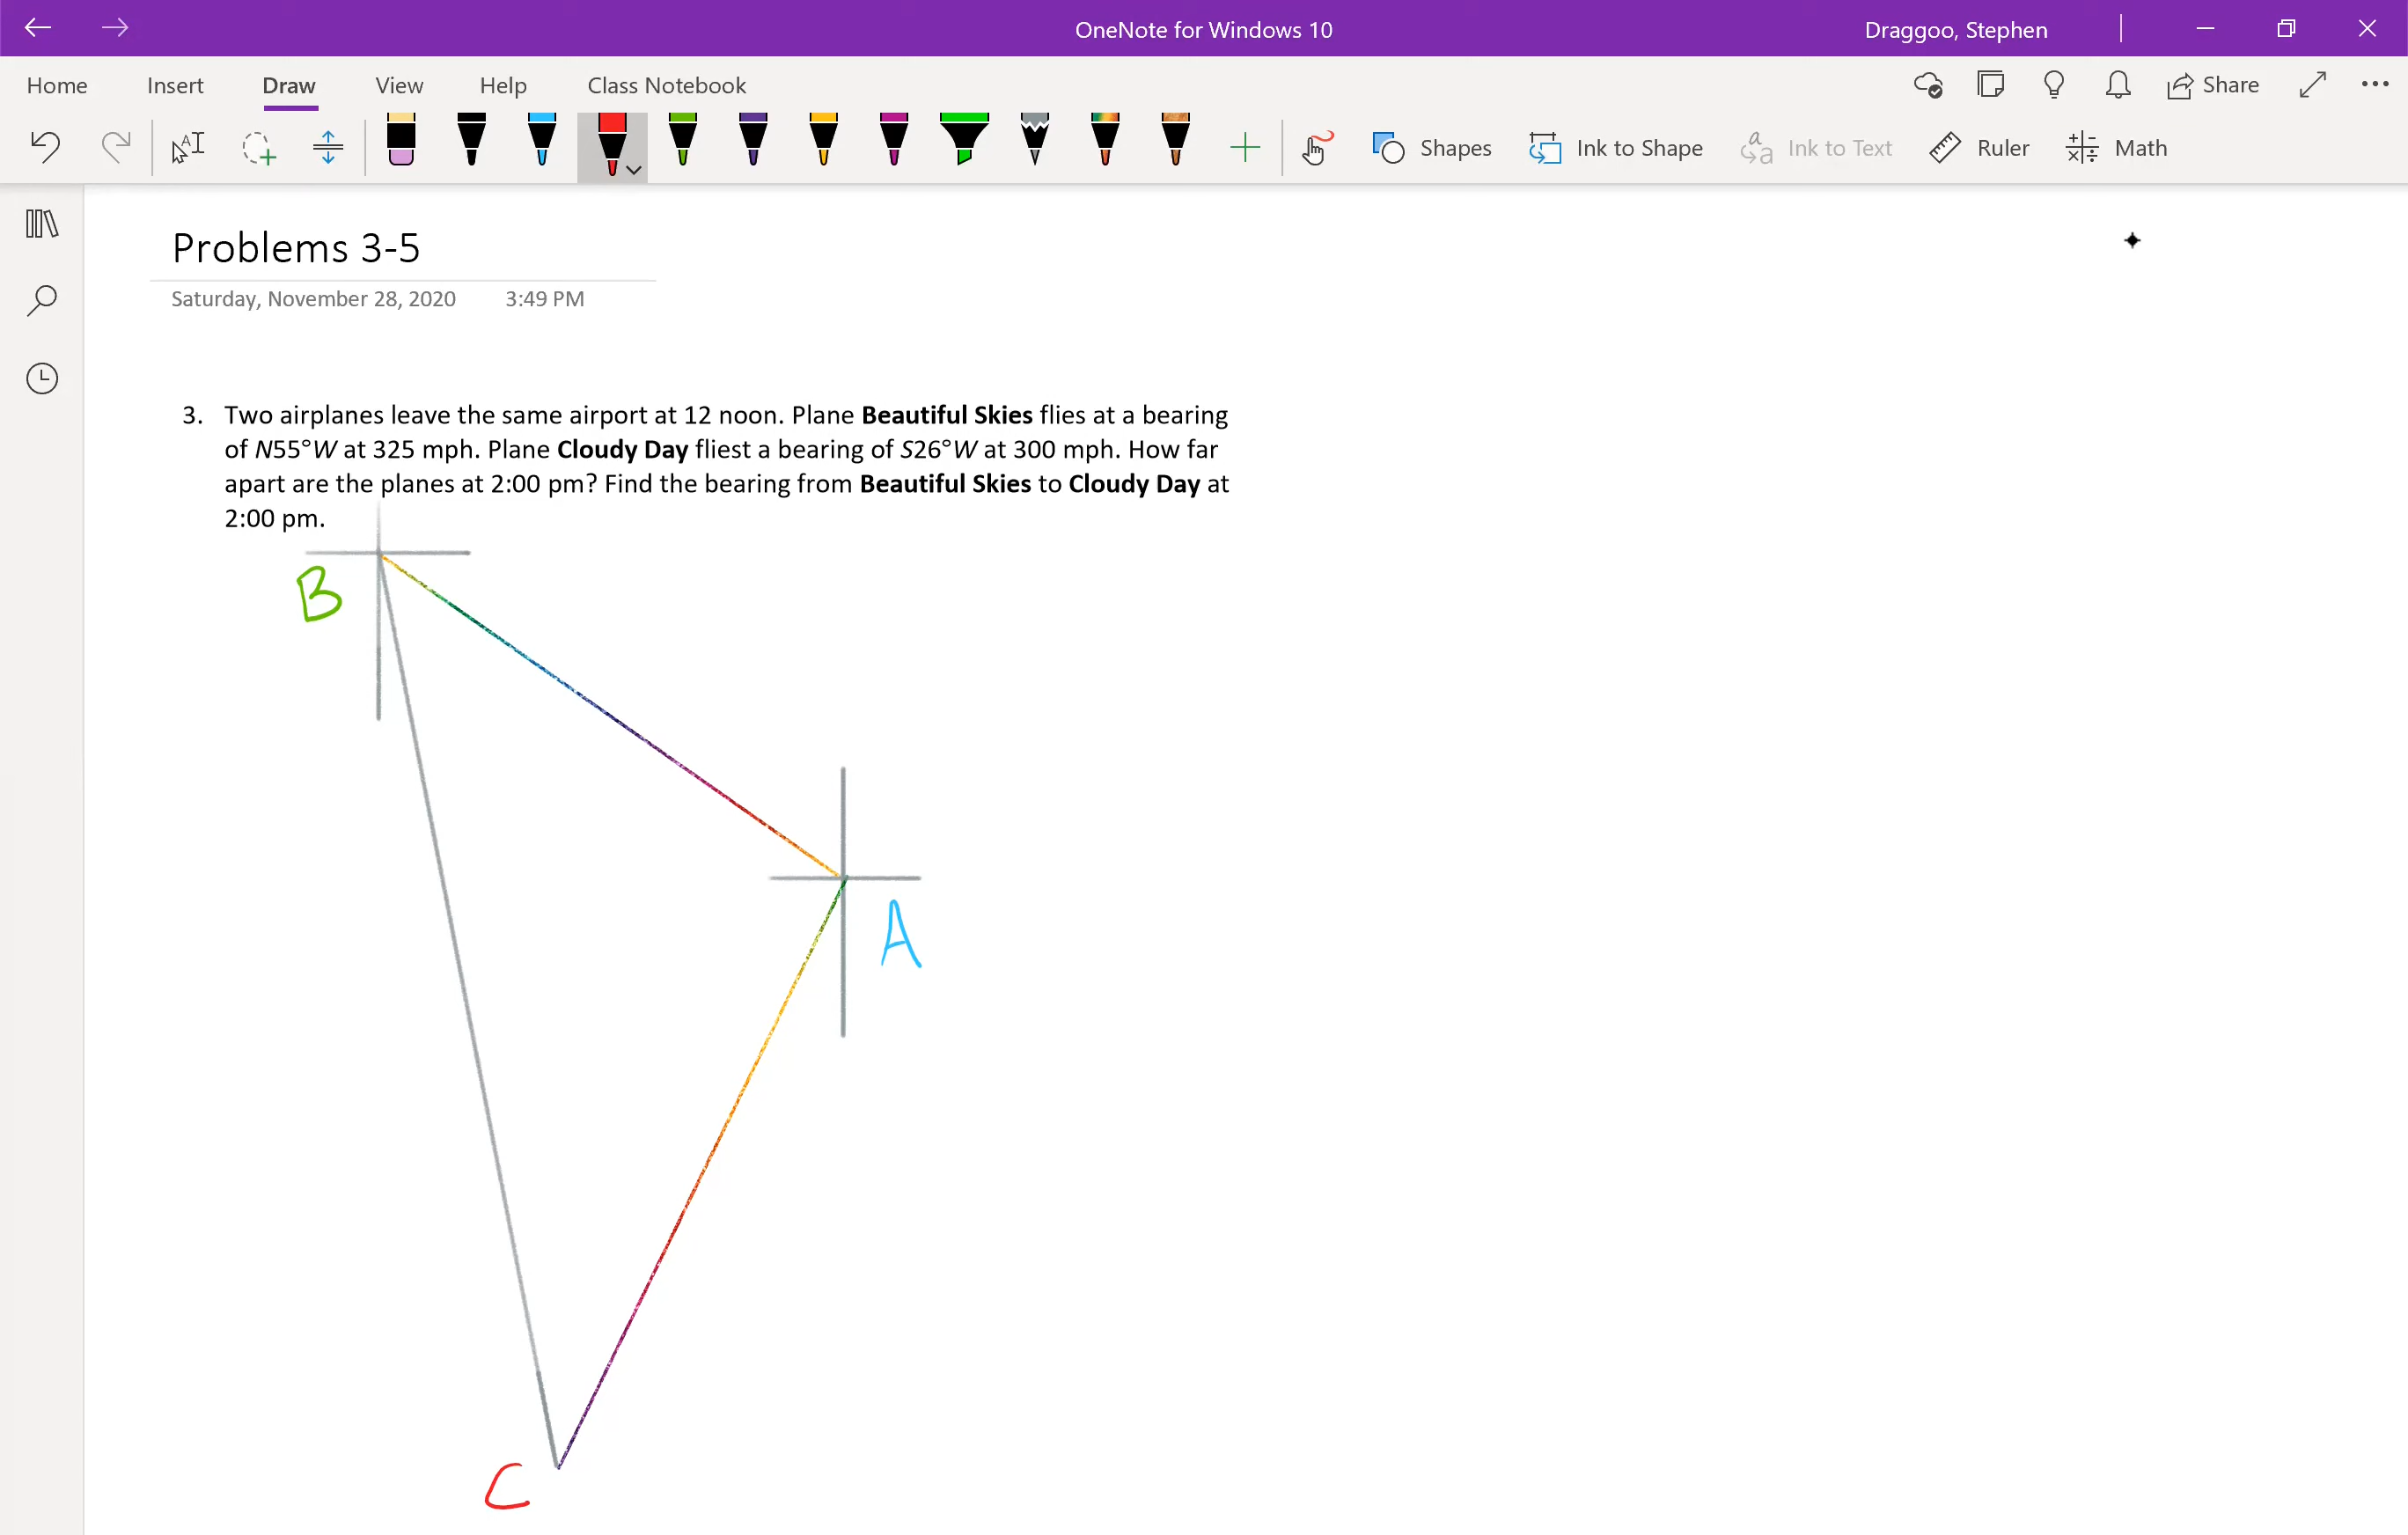 OneNote for Windows 10
Draggoo, Stephen
Home Insert Draw View Help Class Notebook
Share
Shapes Ink to Shape Ink to Text Ruler Math
Problems 3-5
Saturday, November 28, 2020 3:49 PM
3. Two airplanes leave the same airport at 12 noon. Plane Beautiful Skies flies at a bearing
of N55°W at 325 mph. Plane Cloudy Day fliest a bearing of S26°W at 300 mph. How far
apart are the planes at 2:00 pm? Find the bearing from Beautiful Skies to Cloudy Day at
2:00 pm.
B
A
C